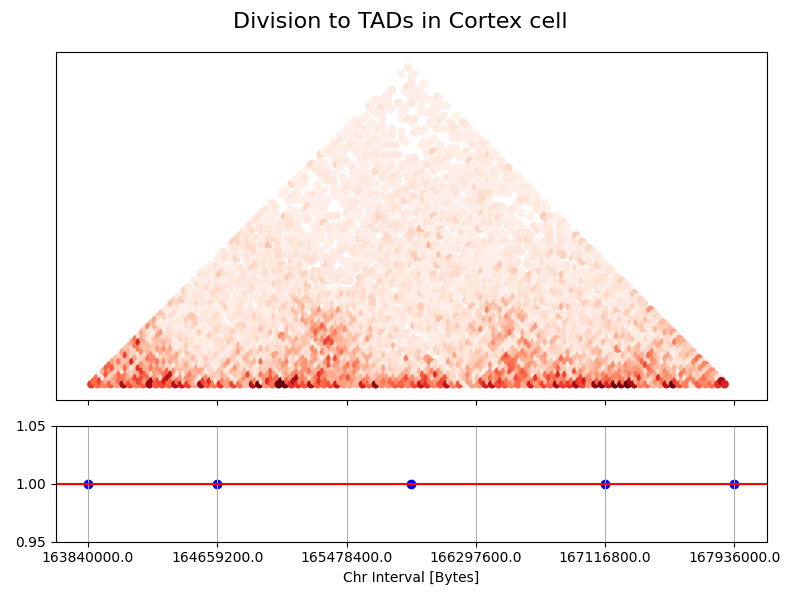 Division to TADs in Cortex cell
1.05
1.00
0.95
163840000.0 164659200.0 165478400.0 166297600.0 167116800.0 167936000.0
Chr Interval [Bytes]